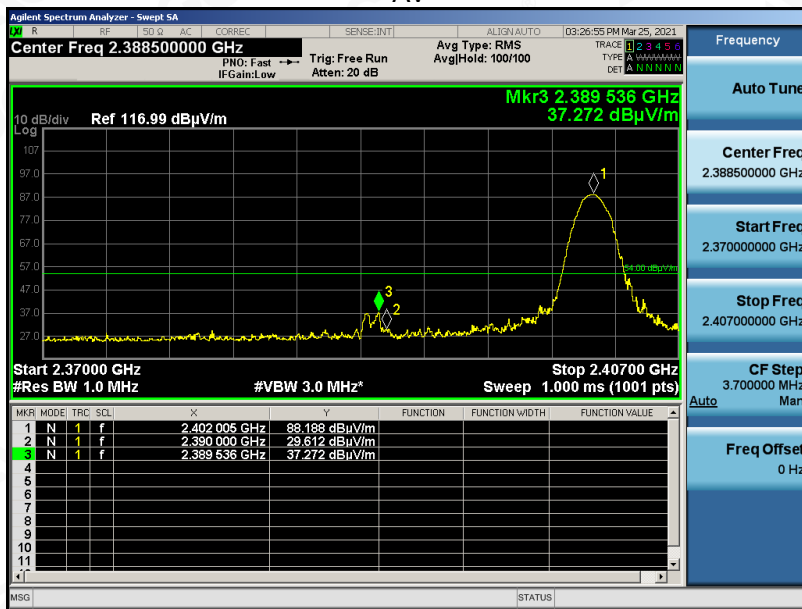 Agilent Spectrum Analyzer - Swept SA
LXI R RF 50 Ω AC CORREC SENSE:INT ALIGN AUTO 03:26:55 PM Mar 25, 2021
Center Freq 2.388500000 GHz
PNO: Fast
IFGain:Low
Trig: Free Run
Atten: 20 dB
Avg Type: RMS
Avg|Hold: 100/100
TRACE 1 2 3 4 5 6
TYPE A
DET A N N N N N
Mkr3 2.389 536 GHz
37.272 dBµV/m
10 dB/div Ref 116.99 dBµV/m
Log
107
97.0
87.0
77.0
67.0
57.0
47.0
37.0
27.0
1
54.00 dBµV/m
3
2
Start 2.37000 GHz Stop 2.40700 GHz
#Res BW 1.0 MHz #VBW 3.0 MHz* Sweep 1.000 ms (1001 pts)
MKR MODE TRC SCL X Y FUNCTION FUNCTION WIDTH FUNCTION VALUE
1 N 1 f 2.402 005 GHz 88.188 dBµV/m
2 N 1 f 2.390 000 GHz 29.612 dBµV/m
3 N 1 f 2.389 536 GHz 37.272 dBµV/m
4
5
6
7
8
9
10
11
MSG STATUS
Frequency
Auto Tune
Center Freq
2.388500000 GHz
Start Freq
2.370000000 GHz
Stop Freq
2.407000000 GHz
CF Step
3.700000 MHz
Auto Man
Freq Offset
0 Hz